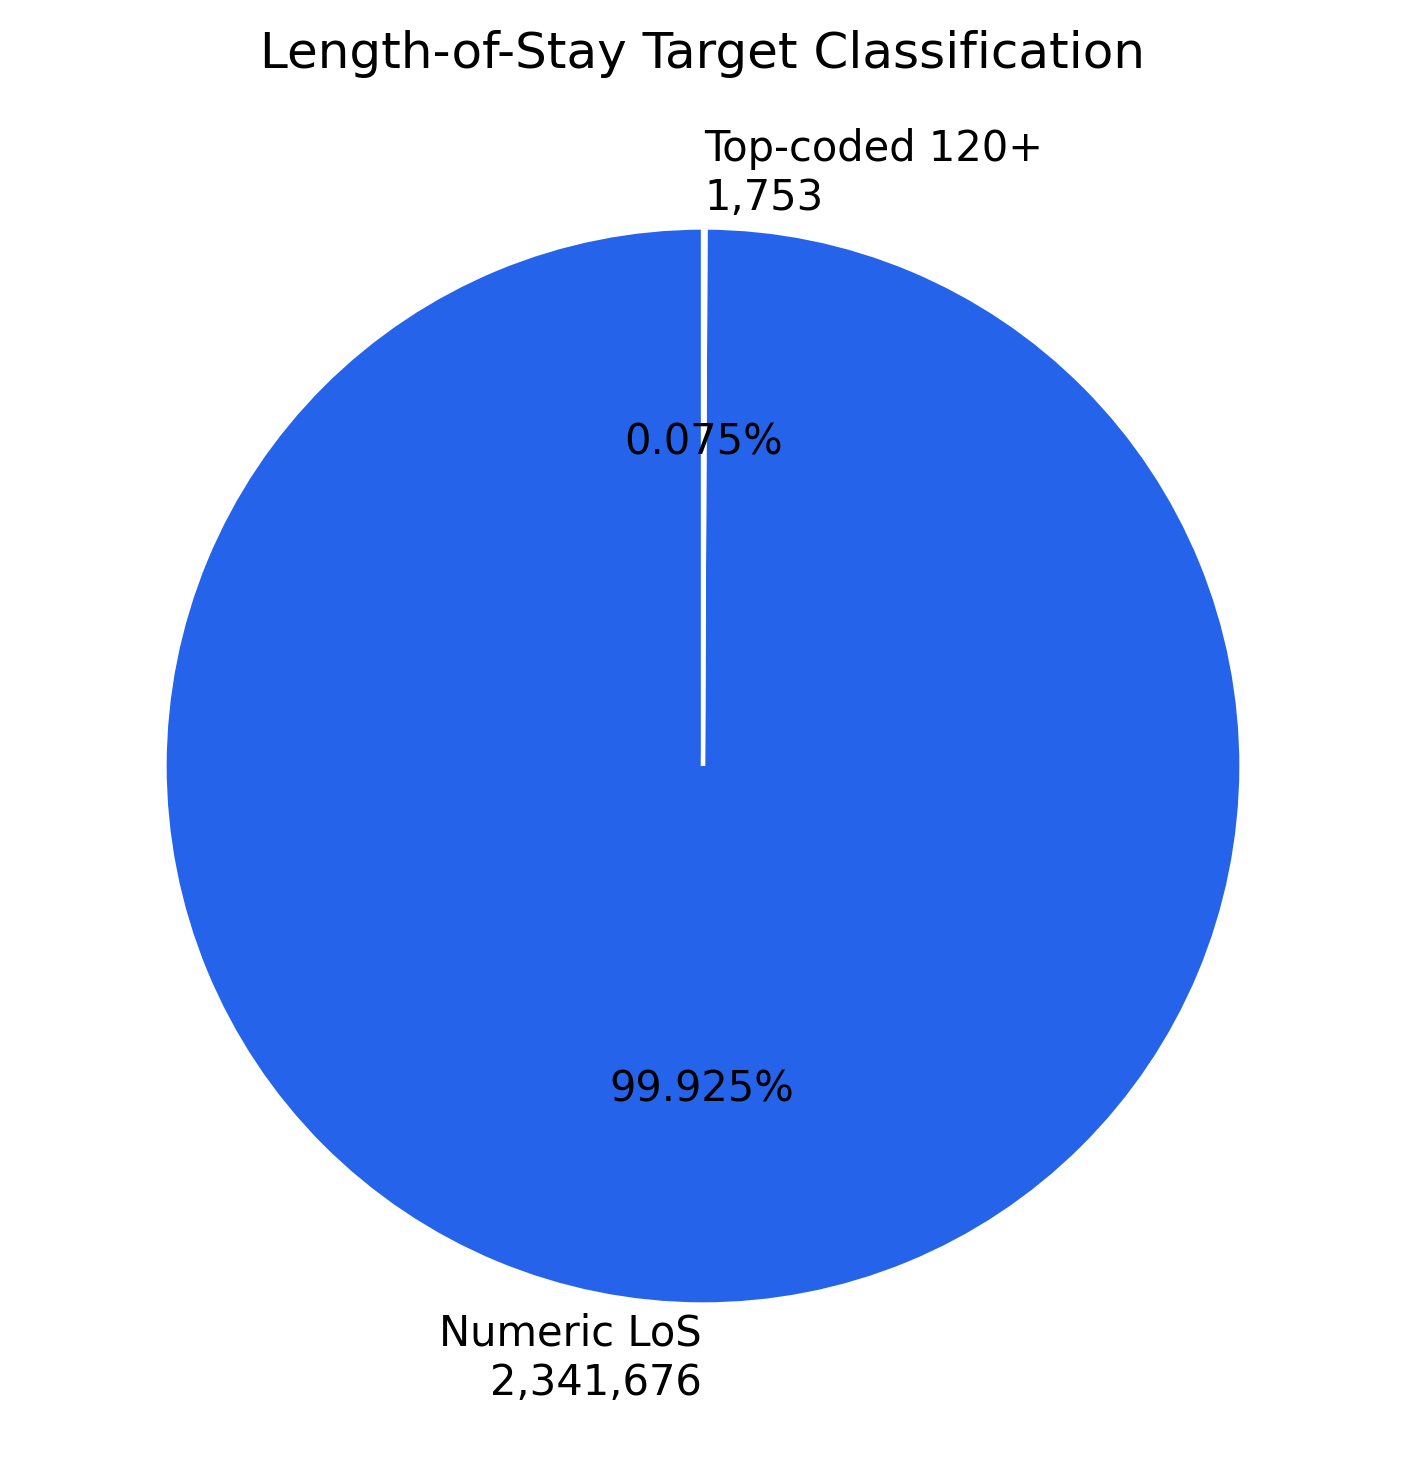 Length-of-Stay Target Classification
Top-coded 120+
1,753
0.075%
99.925%
Numeric LoS
2,341,676